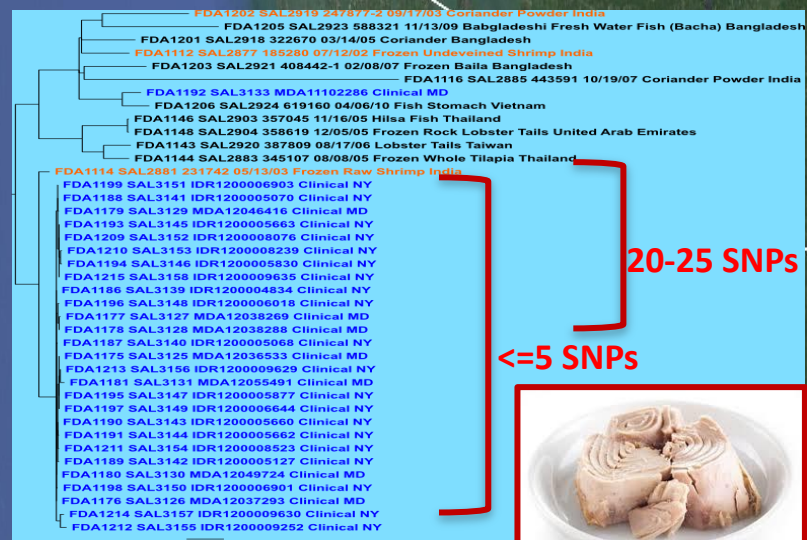 FDA1202 SAL2919 247877-2 09/17/03 Coriander Powder India
FDA1205 SAL2923 588321 11/13/09 Babgladeshi Fresh Water Fish (Bacha) Bangladesh
FDA1201 SAL2918 322670 03/14/05 Coriander Bangladesh
FDA1112 SAL2877 185280 07/12/02 Frozen Undeveined Shrimp India
FDA1203 SAL2921 408442-1 02/08/07 Frozen Baila Bangladesh
FDA1116 SAL2885 443591 10/19/07 Coriander Powder India
FDA1192 SAL3133 MDA11102286 Clinical MD
FDA1206 SAL2924 619160 04/06/10 Fish Stomach Vietnam
FDA1146 SAL2903 357045 11/16/05 Hilsa Fish Thailand
FDA1148 SAL2904 358619 12/05/05 Frozen Rock Lobster Tails United Arab Emirates
FDA1143 SAL2920 387809 08/17/06 Lobster Tails Taiwan
FDA1144 SAL2883 345107 08/08/05 Frozen Whole Tilapia Thailand
FDA1114 SAL2881 231742 05/13/03 Frozen Raw Shrimp India
FDA1199 SAL3151 IDR1200006903 Clinical NY
FDA1188 SAL3141 IDR1200005070 Clinical NY
FDA1179 SAL3129 MDA12046416 Clinical MD
FDA1193 SAL3145 IDR1200005663 Clinical NY
FDA1209 SAL3152 IDR1200008076 Clinical NY
FDA1210 SAL3153 IDR1200008239 Clinical NY
FDA1194 SAL3146 IDR1200005830 Clinical NY
20-25 SNPs
FDA1215 SAL3158 IDR1200009635 Clinical NY
FDA1186 SAL3139 IDR1200004834 Clinical NY
FDA1196 SAL3148 IDR1200006018 Clinical NY
FDA1177 SAL3127 MDA12038269 Clinical MD
FDA1178 SAL3128 MDA12038288 Clinical MD
FDA1187 SAL3140 IDR1200005068 Clinical NY
FDA1175 SAL3125 MDA12036533 Clinical MD
<=5 SNPs
FDA1213 SAL3156 IDR1200009629 Clinical NY
FDA1181 SAL3131 MDA12055491 Clinical MD
FDA1195 SAL3147 IDR1200005877 Clinical NY
FDA1197 SAL3149 IDR1200006644 Clinical NY
FDA1190 SAL3143 IDR1200005660 Clinical NY
FDA1191 SAL3144 IDR1200005662 Clinical NY
FDA1211 SAL3154 IDR1200008523 Clinical NY
FDA1189 SAL3142 IDR1200005127 Clinical NY
FDA1180 SAL3130 MDA12049724 Clinical MD
FDA1198 SAL3150 IDR1200006901 Clinical NY
FDA1176 SAL3126 MDA12037293 Clinical MD
FDA1214 SAL3157 IDR1200009630 Clinical NY
FDA1212 SAL3155 IDR1200009252 Clinical NY